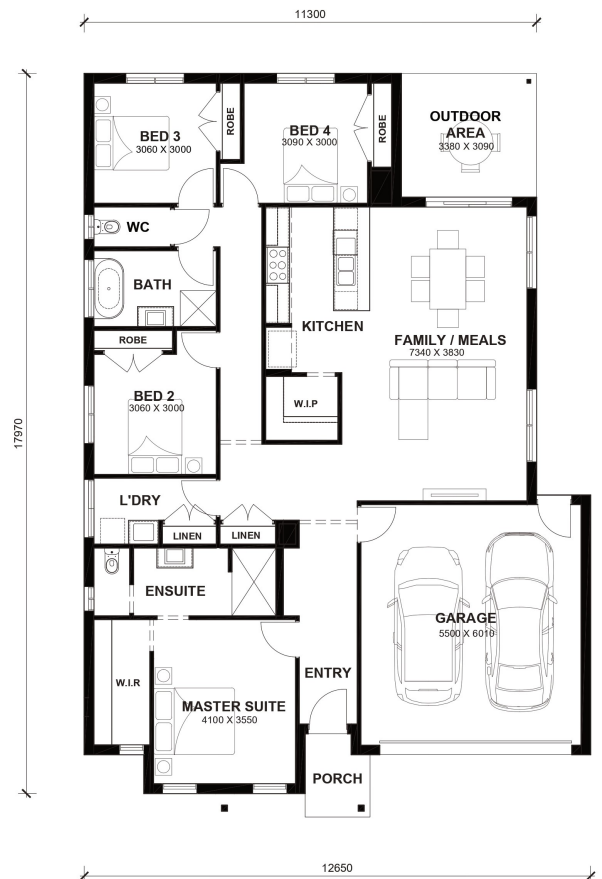 11300
17970
ROBE
BED 3
3060 X 3000
BED 4
3090 X 3000
ROBE
OUTDOOR
AREA
3380 X 3090
WC
BATH
ROBE
KITCHEN
FAMILY / MEALS
7340 X 3830
BED 2
3060 X 3000
W.I.P
L'DRY
LINEN
LINEN
ENSUITE
GARAGE
5500 X 6010
W.I.R
MASTER SUITE
4100 X 3550
ENTRY
PORCH
12650